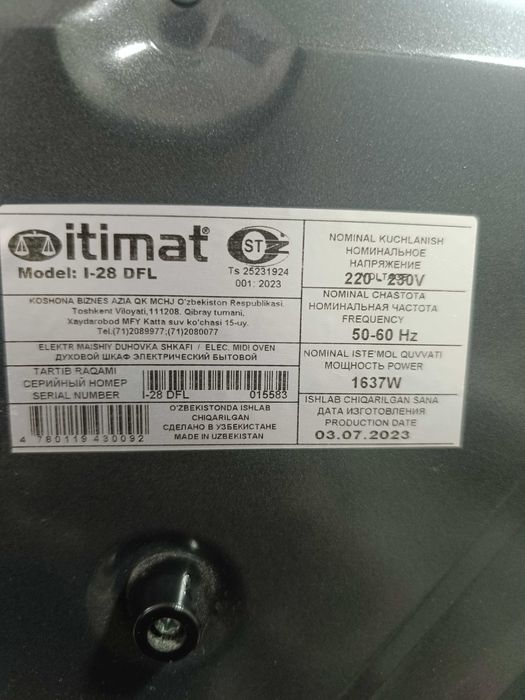 itimat®
Model: I-28 DFL
ST
Ts 25231924
001: 2023
KOSHONA BIZNES AZIA QK MCHJ O'zbekiston Respublikasi.
Toshkent Viloyati,111208. Qibray tumani,
Xaydarobod MFY Katta suv ko'chasi 15-uy.
Tel.(71)2089977;(71)2080077
ELEKTR MAISHIY DUHOVKA SHKAFI / ELEC. MIDI OVEN
ДУХОВОЙ ШКАФ ЭЛЕКТРИЧЕСКИЙ БЫТОВОЙ
TARTIB RAQAMI
СЕРИЙНЫЙ НОМЕР
SERIAL NUMBER
I-28 DFL 015583
4 780119 430092
O'ZBEKISTONDA ISHLAB
CHIQARILGAN
СДЕЛАНО В УЗБЕКИСТАНЕ
MADE IN UZBEKISTAN
NOMINAL KUCHLANISH
НОМИНАЛЬНОЕ
НАПРЯЖЕНИЕ
VOLTAGE
220 - 230V
NOMINAL CHASTOTA
НОМИНАЛЬНАЯ ЧАСТОТА
FREQUENCY
50-60 Hz
NOMINAL ISTE'MOL QUVVATI
МОЩНОСТЬ POWER
1637W
ISHLAB CHIQARILGAN SANA
ДАТА ИЗГОТОВЛЕНИЯ
PRODUCTION DATE
03.07.2023